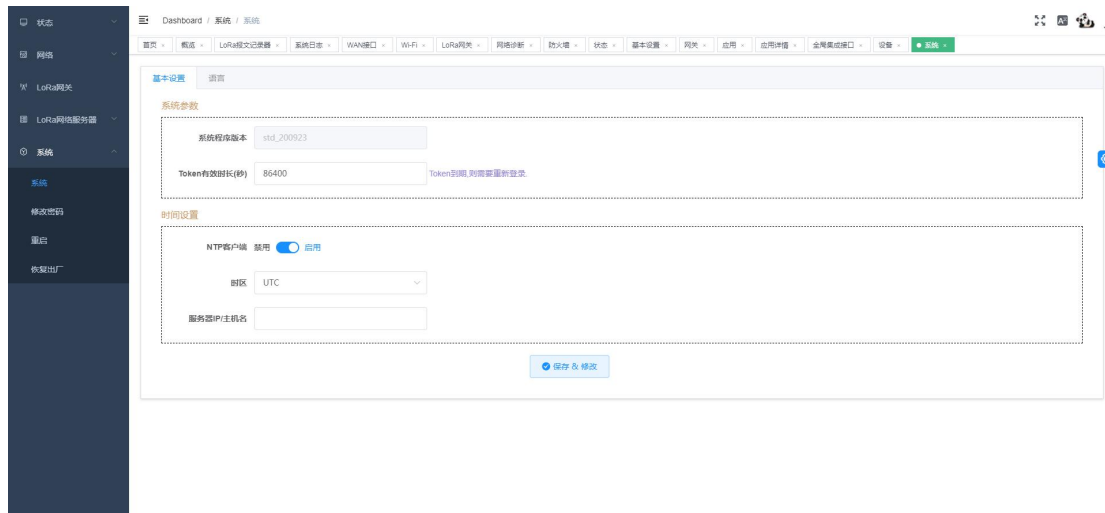 状态
Dashboard / 系统 / 系统
首页 × 概览 × LoRa报文记录器 × 系统日志 × WAN接口 × Wi-Fi × LoRa网关 × 网络诊断 × 防火墙 × 状态 × 基本设置 × 网关 × 应用 × 应用详情 × 全局集成接口 × 设备 × 系统 ×
网络
LoRa网关
LoRa网络服务器
系统
系统
修改密码
重启
恢复出厂
基本设置 语言
系统参数
系统程序版本 std_200923
Token有效时长(秒) 86400 Token到期,则需要重新登录.
时间设置
NTP客户端 禁用 启用
时区 UTC
服务器IP/主机名
保存 & 修改